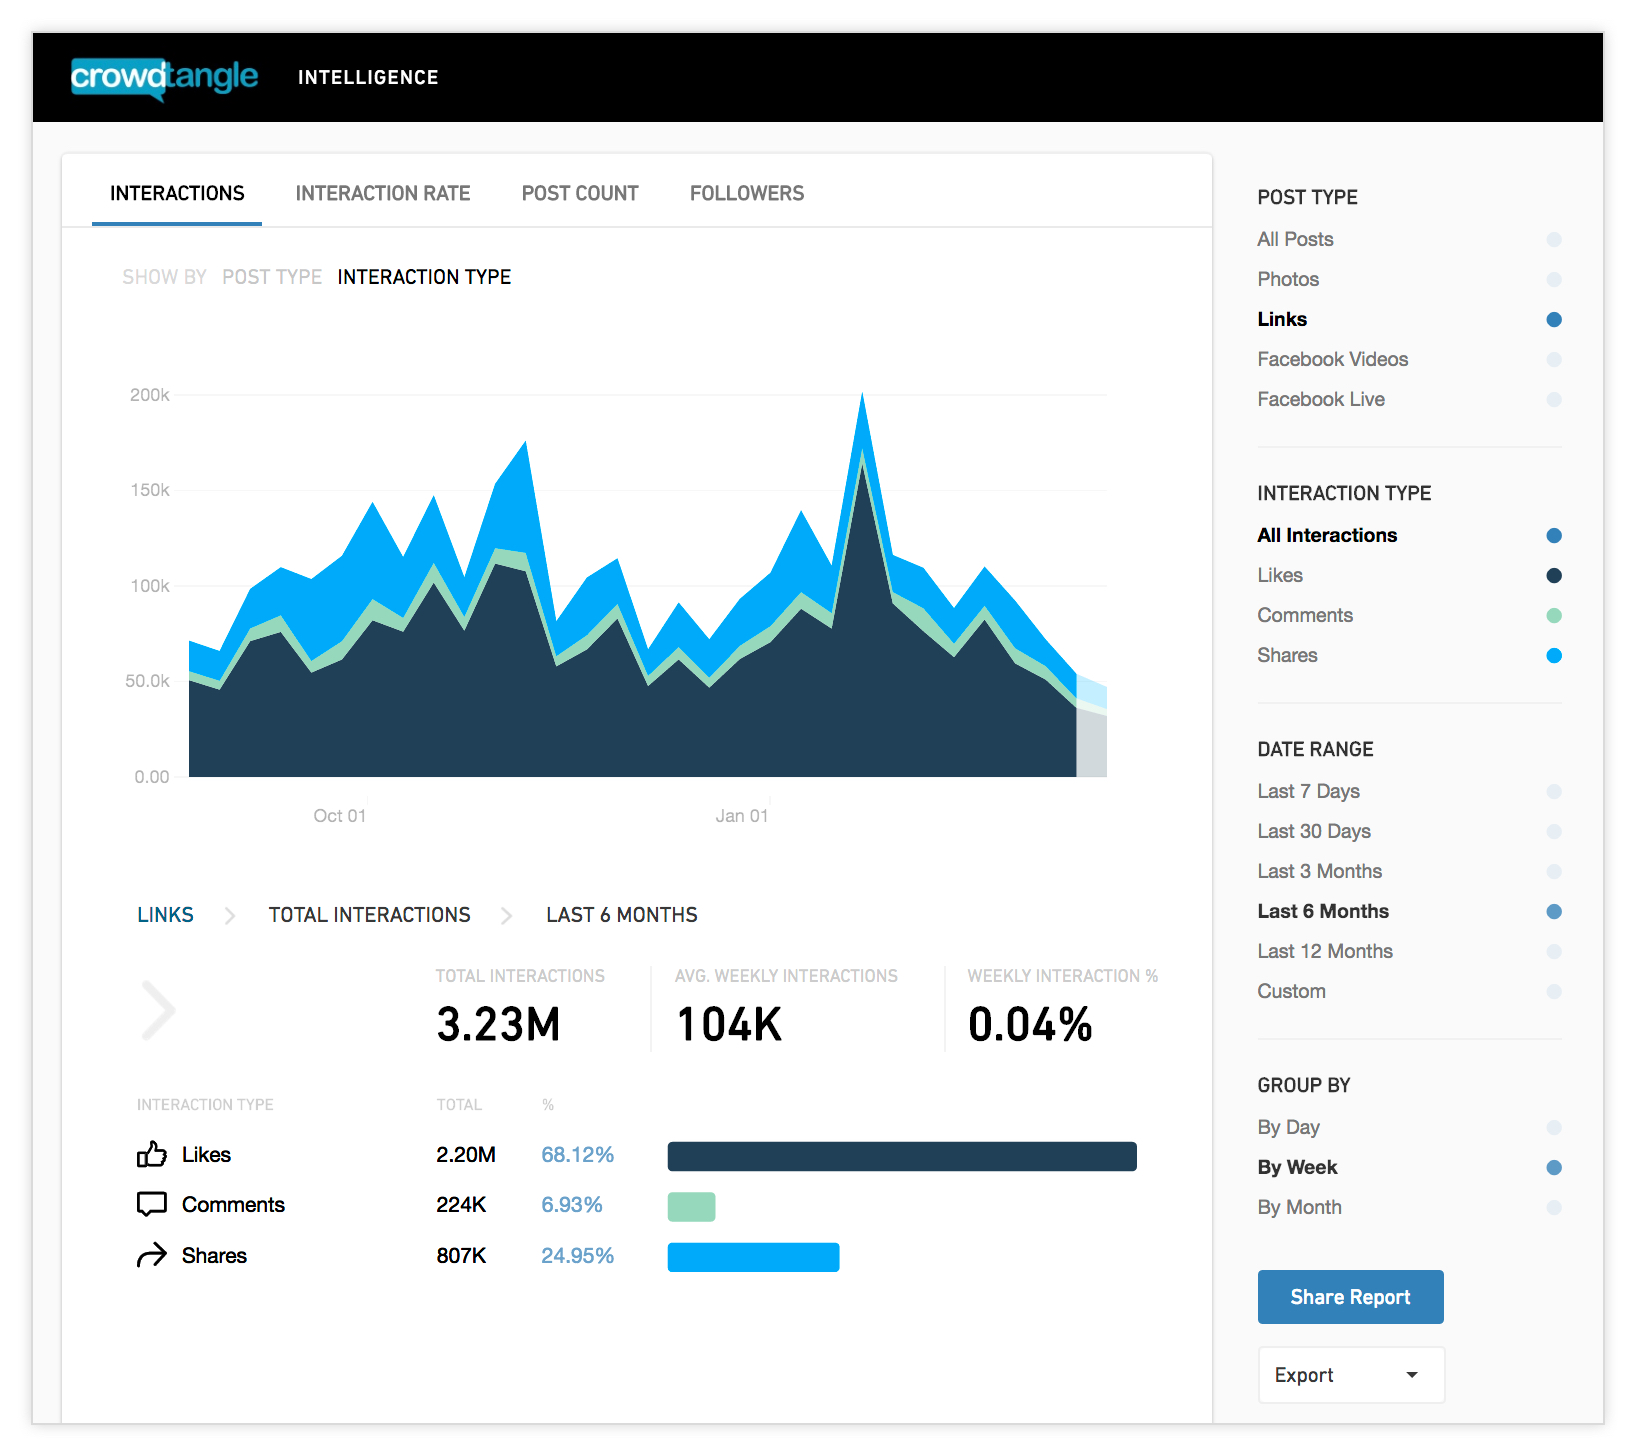 crowdtangle INTELLIGENCE
INTERACTIONS INTERACTION RATE POST COUNT FOLLOWERS
SHOW BY POST TYPE INTERACTION TYPE
200k
150k
100k
50.0k
0.00
Oct 01 Jan 01
LINKS TOTAL INTERACTIONS LAST 6 MONTHS
TOTAL INTERACTIONS AVG. WEEKLY INTERACTIONS WEEKLY INTERACTION %
3.23M 104K 0.04%
INTERACTION TYPE TOTAL %
Likes 2.20M 68.12%
Comments 224K 6.93%
Shares 807K 24.95%
POST TYPE
All Posts
Photos
Links
Facebook Videos
Facebook Live
INTERACTION TYPE
All Interactions
Likes
Comments
Shares
DATE RANGE
Last 7 Days
Last 30 Days
Last 3 Months
Last 6 Months
Last 12 Months
Custom
GROUP BY
By Day
By Week
By Month
Share Report
Export